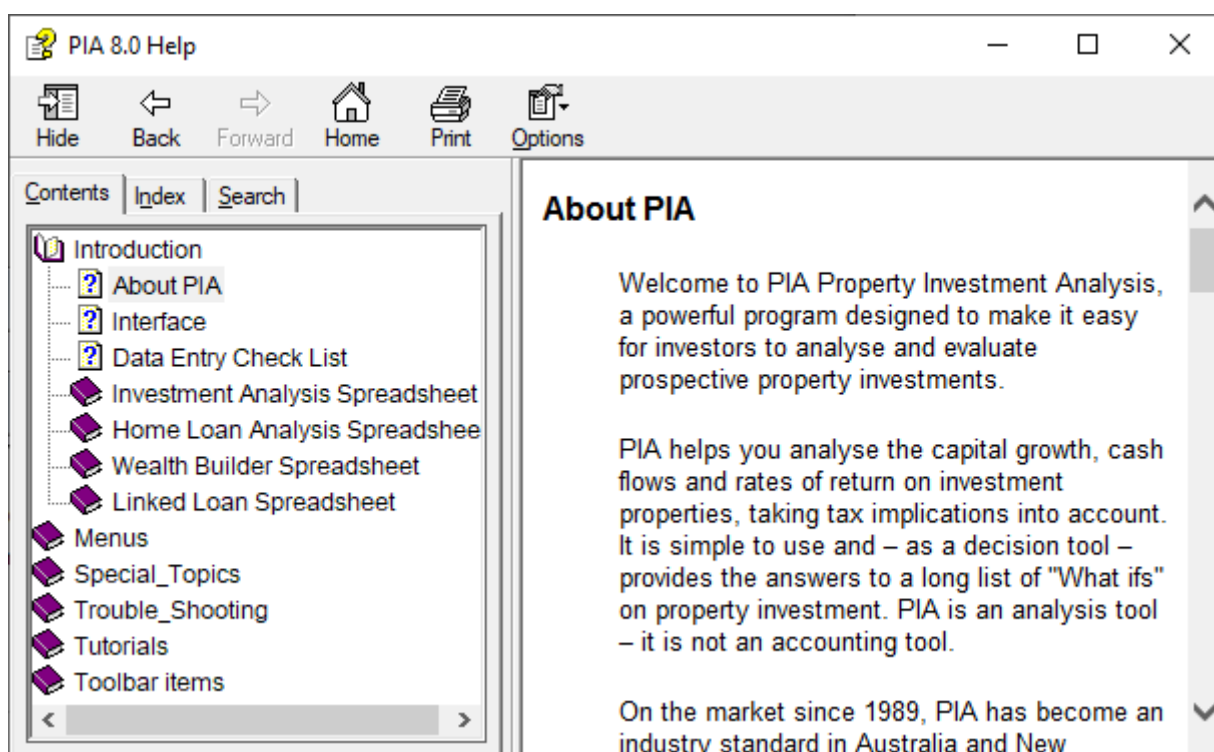 PIA 8.0 Help
Hide Back Forward Home Print Options
Contents Index Search
Introduction
About PIA
Interface
Data Entry Check List
Investment Analysis Spreadsheet
Home Loan Analysis Spreadshee
Wealth Builder Spreadsheet
Linked Loan Spreadsheet
Menus
Special_Topics
Trouble_Shooting
Tutorials
Toolbar items
About PIA
Welcome to PIA Property Investment Analysis,
a powerful program designed to make it easy
for investors to analyse and evaluate
prospective property investments.
PIA helps you analyse the capital growth, cash
flows and rates of return on investment
properties, taking tax implications into account.
It is simple to use and – as a decision tool –
provides the answers to a long list of "What ifs"
on property investment. PIA is an analysis tool
– it is not an accounting tool.
On the market since 1989, PIA has become an
industry standard in Australia and New